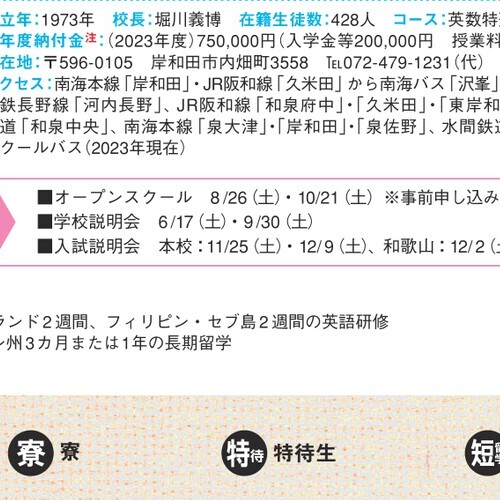 立年：1973年　校長：堀川義博　在籍生徒数：428人　コース：英数特
年度納付金注：（2023年度）750,000円（入学金等200,000円　授業料
在地：〒596-0105　岸和田市内畑町3558　℡072-479-1231（代）
クセス：南海本線「岸和田」・JR阪和線「久米田」から南海バス「沢峯」
鉄長野線「河内長野」、JR阪和線「和泉府中」・「久米田」・「東岸和
道「和泉中央」、南海本線「泉大津」・「岸和田」・「泉佐野」、水間鉄道
クールバス（2023年現在）
■オープンスクール　8/26（土）・10/21（土）　※事前申し込み
■学校説明会　6/17（土）・9/30（土）
■入試説明会　本校：11/25（土）・12/9（土）、和歌山：12/2（
ランド2週間、フィリピン・セブ島2週間の英語研修
州3カ月または1年の長期留学
寮 寮　特待 特待生　短